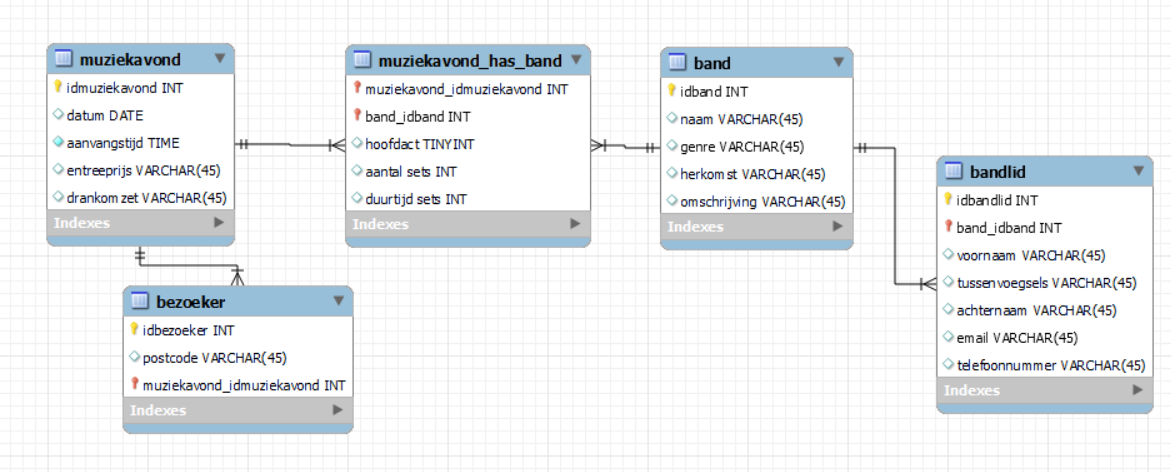 muziekavond
idmuziekavond INT
datum DATE
aanvangstijd TIME
entreeprijs VARCHAR(45)
drankomzet VARCHAR(45)
Indexes
muziekavond_has_band
muziekavond_idmuziekavond INT
band_idband INT
hoofdact TINYINT
aantal sets INT
duurtijd sets INT
Indexes
band
idband INT
naam VARCHAR(45)
genre VARCHAR(45)
herkomst VARCHAR(45)
omschrijving VARCHAR(45)
Indexes
bandlid
idbandlid INT
band_idband INT
voornaam VARCHAR(45)
tussenvoegsels VARCHAR(45)
achternaam VARCHAR(45)
email VARCHAR(45)
telefoonnummer VARCHAR(45)
Indexes
bezoeker
idbezoeker INT
postcode VARCHAR(45)
muziekavond_idmuziekavond INT
Indexes